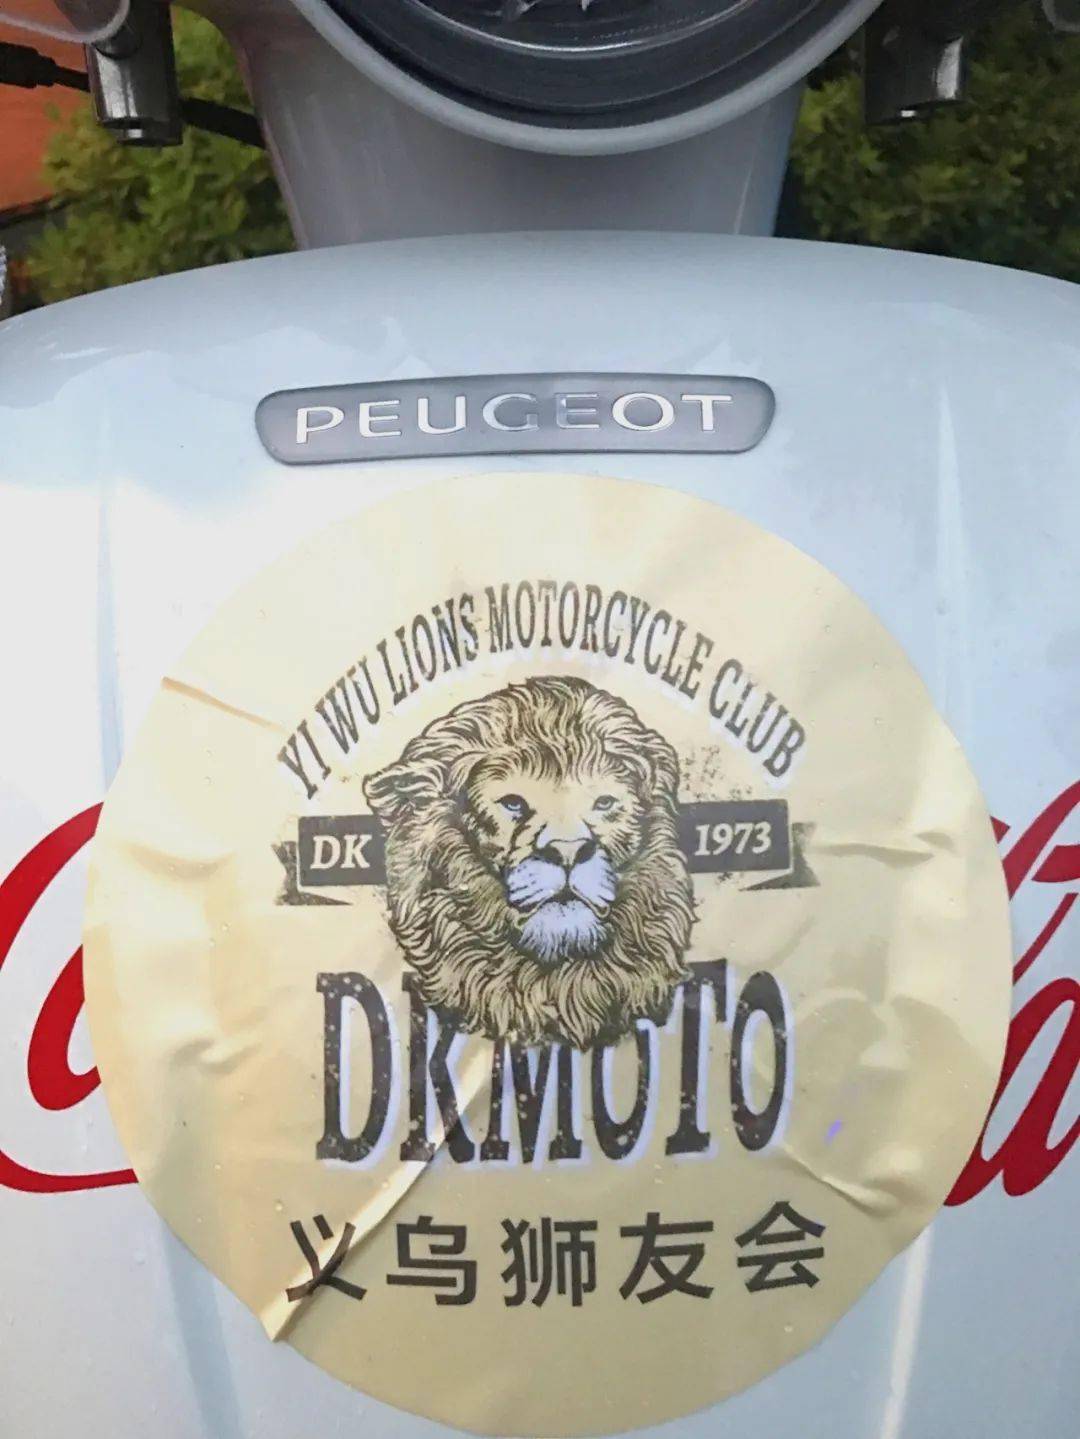 PEUGEOT
YI WU LIONS MOTORCYCLE CLUB
DK 1973
DKMOTO
义乌狮友会